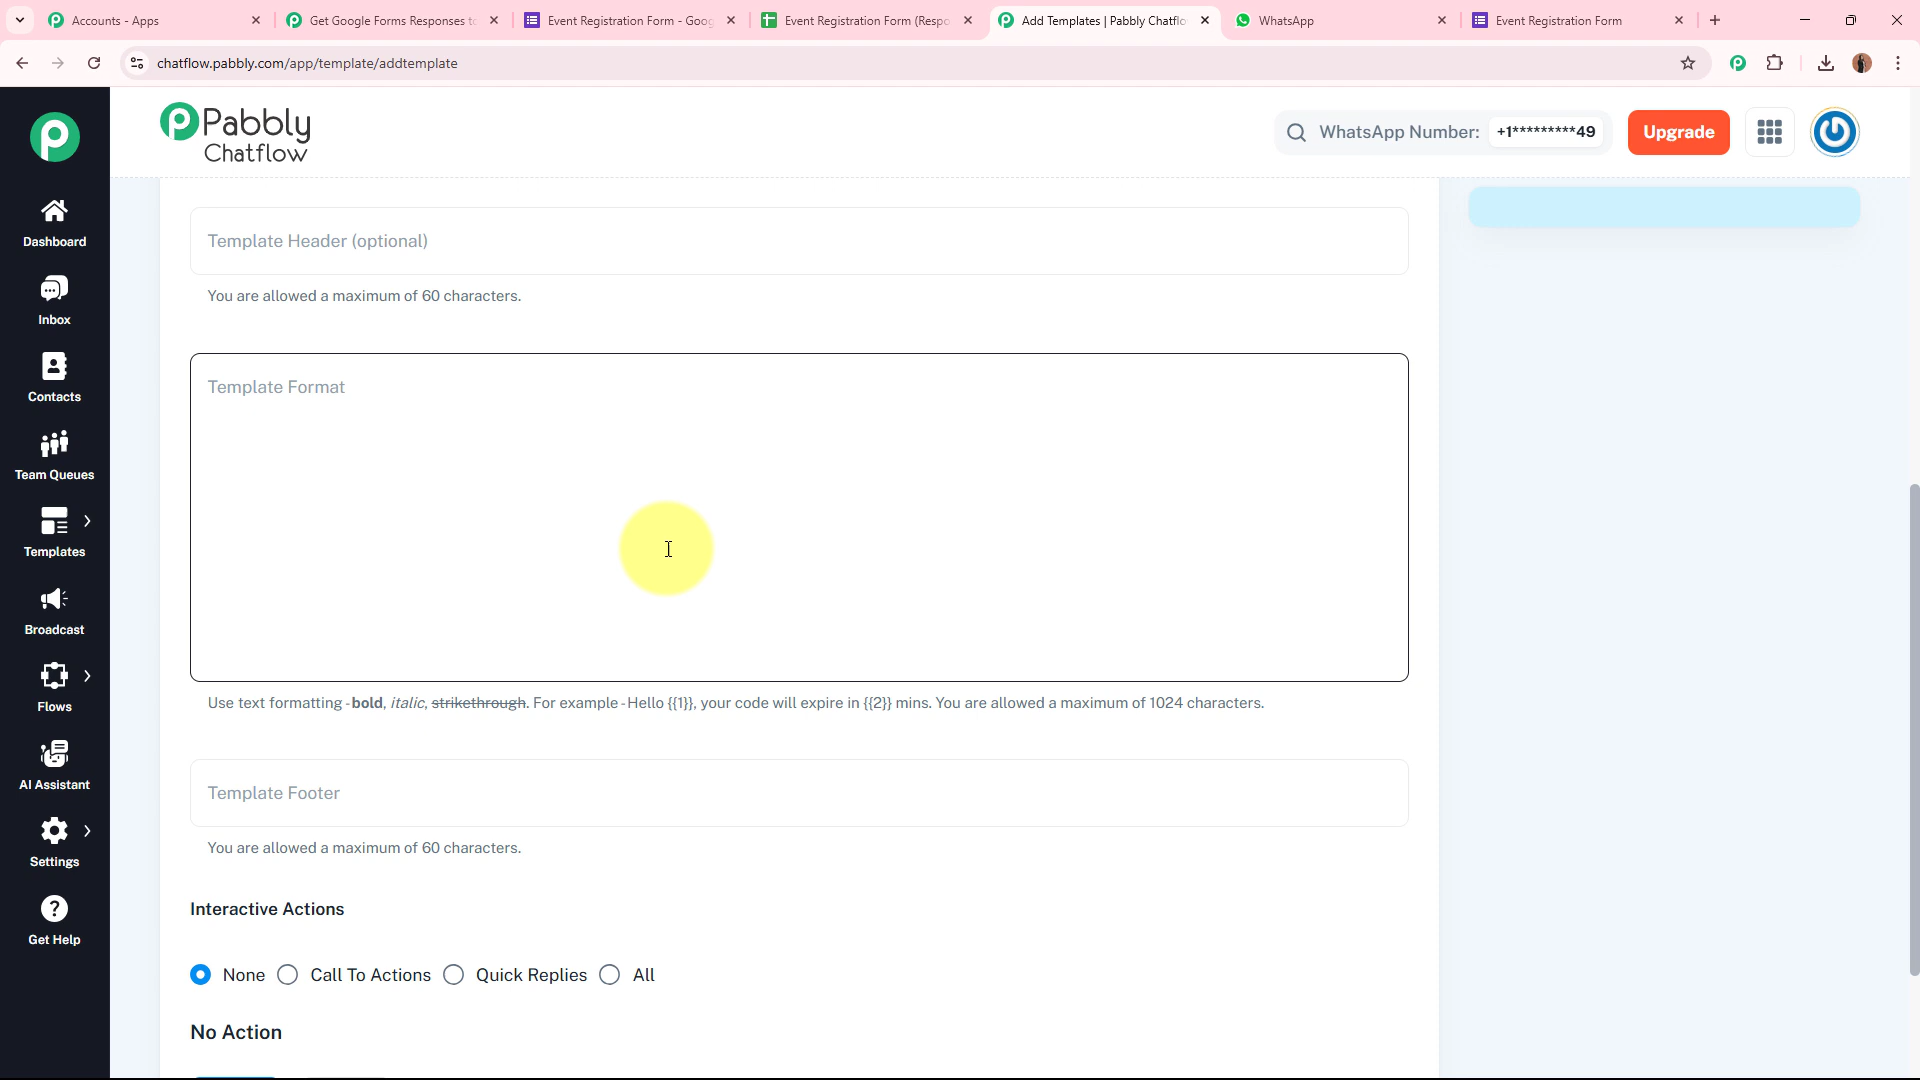 Accounts - Apps
Get Google Forms Responses to
Event Registration Form - Goog
Event Registration Form (Respo
Add Templates | Pabbly Chatflo
WhatsApp
Event Registration Form
chatflow.pabbly.com/app/template/addtemplate
Pabbly
Chatflow
WhatsApp Number: +1*********49
Upgrade
Dashboard
Inbox
Contacts
Team Queues
Templates
Broadcast
Flows
AI Assistant
Settings
Get Help
Template Header (optional)
You are allowed a maximum of 60 characters.
Template Format
Use text formatting - bold, italic, strikethrough. For example - Hello {{1}}, your code will expire in {{2}} mins. You are allowed a maximum of 1024 characters.
Template Footer
You are allowed a maximum of 60 characters.
Interactive Actions
None
Call To Actions
Quick Replies
All
No Action